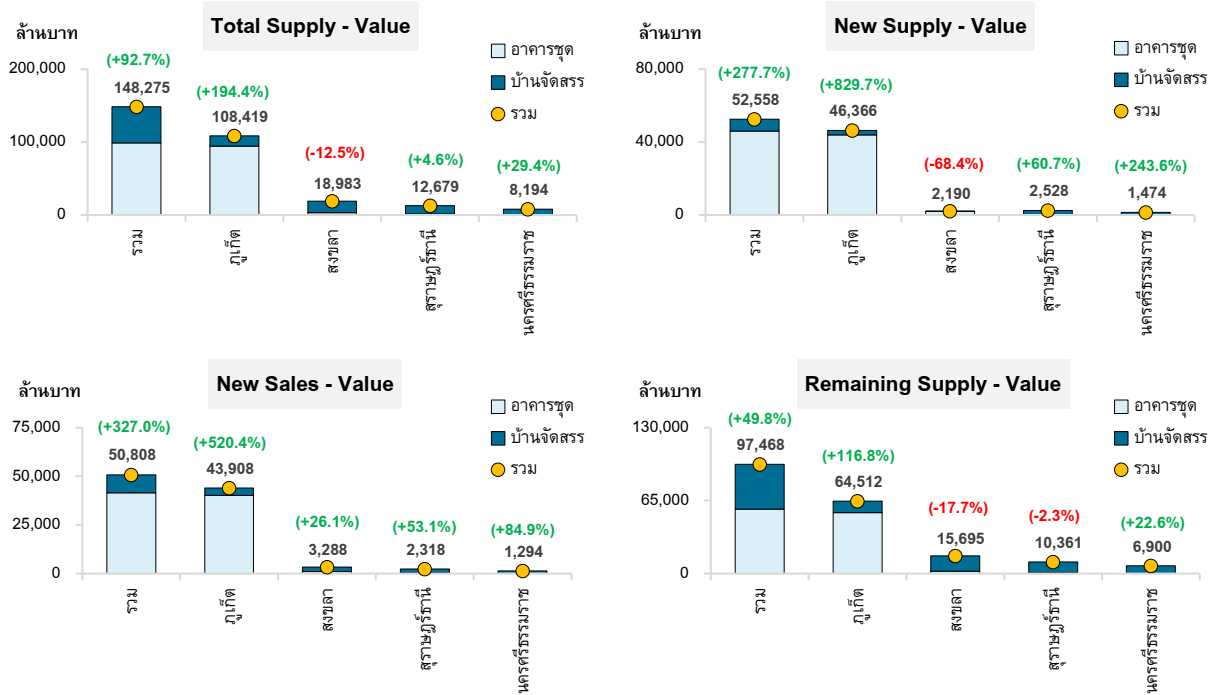 Total Supply - Value
ล้านบาท
อาคารชุด
บ้านจัดสรร
รวม
200,000
100,000
0
(+92.7%)
148,275
(+194.4%)
108,419
(-12.5%)
18,983
(+4.6%)
12,679
(+29.4%)
8,194
รวม
ภูเก็ต
สงขลา
สุราษฎร์ธานี
นครศรีธรรมราช
New Supply - Value
ล้านบาท
อาคารชุด
บ้านจัดสรร
รวม
80,000
40,000
0
(+277.7%)
52,558
(+829.7%)
46,366
(-68.4%)
2,190
(+60.7%)
2,528
(+243.6%)
1,474
รวม
ภูเก็ต
สงขลา
สุราษฎร์ธานี
นครศรีธรรมราช
New Sales - Value
ล้านบาท
อาคารชุด
บ้านจัดสรร
รวม
75,000
50,000
25,000
0
(+327.0%)
50,808
(+520.4%)
43,908
(+26.1%)
3,288
(+53.1%)
2,318
(+84.9%)
1,294
รวม
ภูเก็ต
สงขลา
สุราษฎร์ธานี
นครศรีธรรมราช
Remaining Supply - Value
ล้านบาท
อาคารชุด
บ้านจัดสรร
รวม
130,000
65,000
0
(+49.8%)
97,468
(+116.8%)
64,512
(-17.7%)
15,695
(-2.3%)
10,361
(+22.6%)
6,900
รวม
ภูเก็ต
สงขลา
สุราษฎร์ธานี
นครศรีธรรมราช